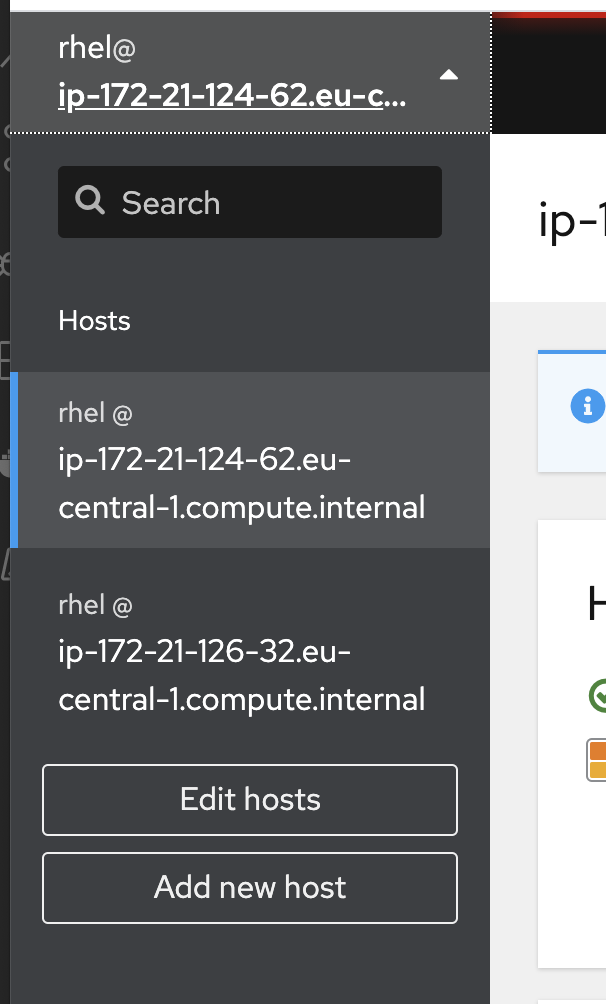 rhel@
ip-172-21-124-62.eu-c...
Search
ip-1
Hosts
rhel @
ip-172-21-124-62.eu-
central-1.compute.internal
rhel @
ip-172-21-126-32.eu-
central-1.compute.internal
H
Edit hosts
Add new host